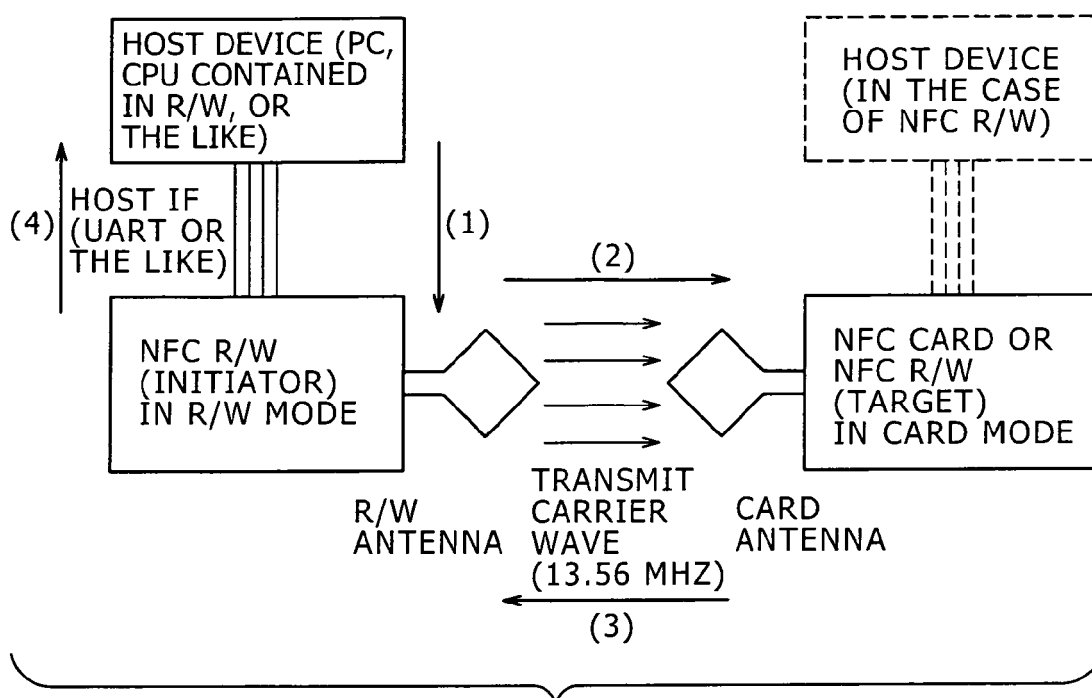 HOST DEVICE (PC,
CPU CONTAINED
IN R/W, OR
THE LIKE)
HOST DEVICE
(IN THE CASE
OF NFC R/W)
(4)
HOST IF
(UART OR
THE LIKE)
(1)
(2)
NFC R/W
(INITIATOR)
IN R/W MODE
NFC CARD OR
NFC R/W
(TARGET)
IN CARD MODE
R/W
ANTENNA
TRANSMIT
CARRIER
WAVE
(13.56 MHZ)
CARD
ANTENNA
(3)